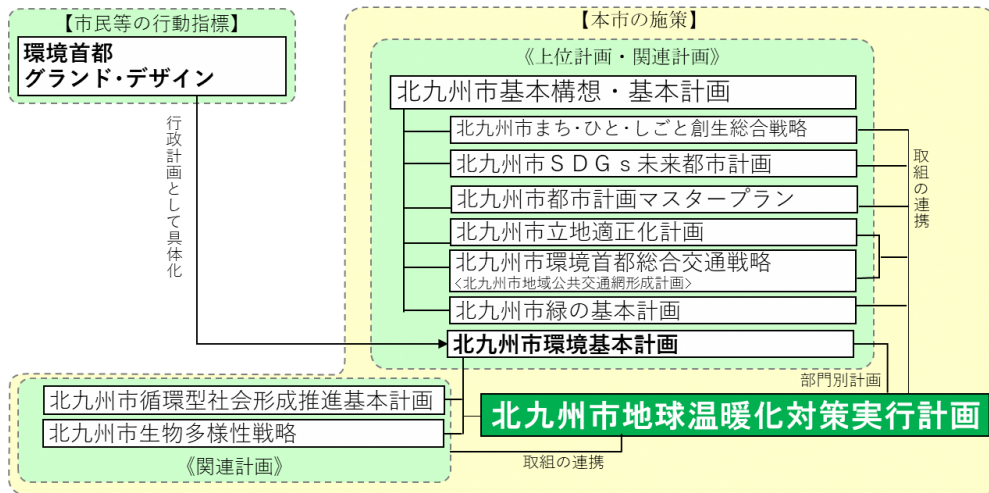 【市民等の行動指標】
環境首都
グランド・デザイン
行政計画として具体化
【本市の施策】
《上位計画・関連計画》
北九州市基本構想・基本計画
北九州市まち・ひと・しごと創生総合戦略
北九州市ＳＤＧｓ未来都市計画
北九州市都市計画マスタープラン
北九州市立地適正化計画
北九州市環境首都総合交通戦略
<北九州市地域公共交通網形成計画>
北九州市緑の基本計画
北九州市環境基本計画
取組の連携
部門別計画
北九州市循環型社会形成推進基本計画
北九州市生物多様性戦略
《関連計画》
北九州市地球温暖化対策実行計画
取組の連携